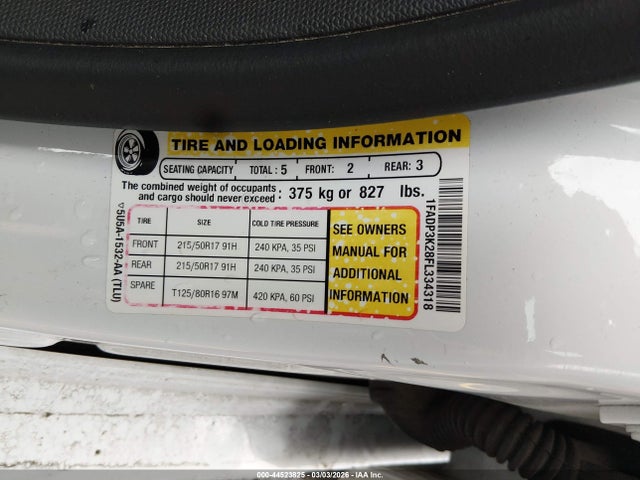 TIRE AND LOADING INFORMATION
SEATING CAPACITY TOTAL : 5 FRONT: 2 REAR: 3
The combined weight of occupants and cargo should never exceed : 375 kg or 827 lbs.
TIRE SIZE COLD TIRE PRESSURE
FRONT 215/50R17 91H 240 KPA, 35 PSI
REAR 215/50R17 91H 240 KPA, 35 PSI
SPARE T125/80R16 97M 420 KPA, 60 PSI
SEE OWNERS
MANUAL FOR
ADDITIONAL
INFORMATION
▽5U5A-1532-AA (TLU)
1FADP3K28FL334318
000-44523825 - 03/03/2026 - IAA Inc.